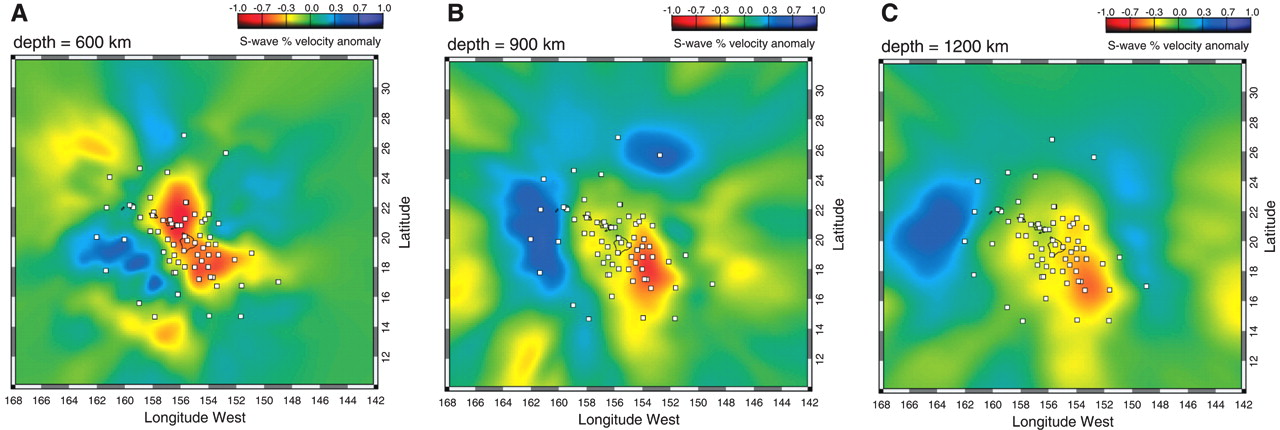 A
-1.0 -0.7 -0.3 0.0 0.3 0.7 1.0
S-wave % velocity anomaly
depth = 600 km
30
28
26
24
22
20
18
16
14
12
Latitude
168 166 164 162 160 158 156 154 152 150 148 146 144 142
Longitude West
B
-1.0 -0.7 -0.3 0.0 0.3 0.7 1.0
S-wave % velocity anomaly
depth = 900 km
30
28
26
24
22
20
18
16
14
12
Latitude
168 166 164 162 160 158 156 154 152 150 148 146 144 142
Longitude West
C
-1.0 -0.7 -0.3 0.0 0.3 0.7 1.0
S-wave % velocity anomaly
depth = 1200 km
30
28
26
24
22
20
18
16
14
12
Latitude
168 166 164 162 160 158 156 154 152 150 148 146 144 142
Longitude West